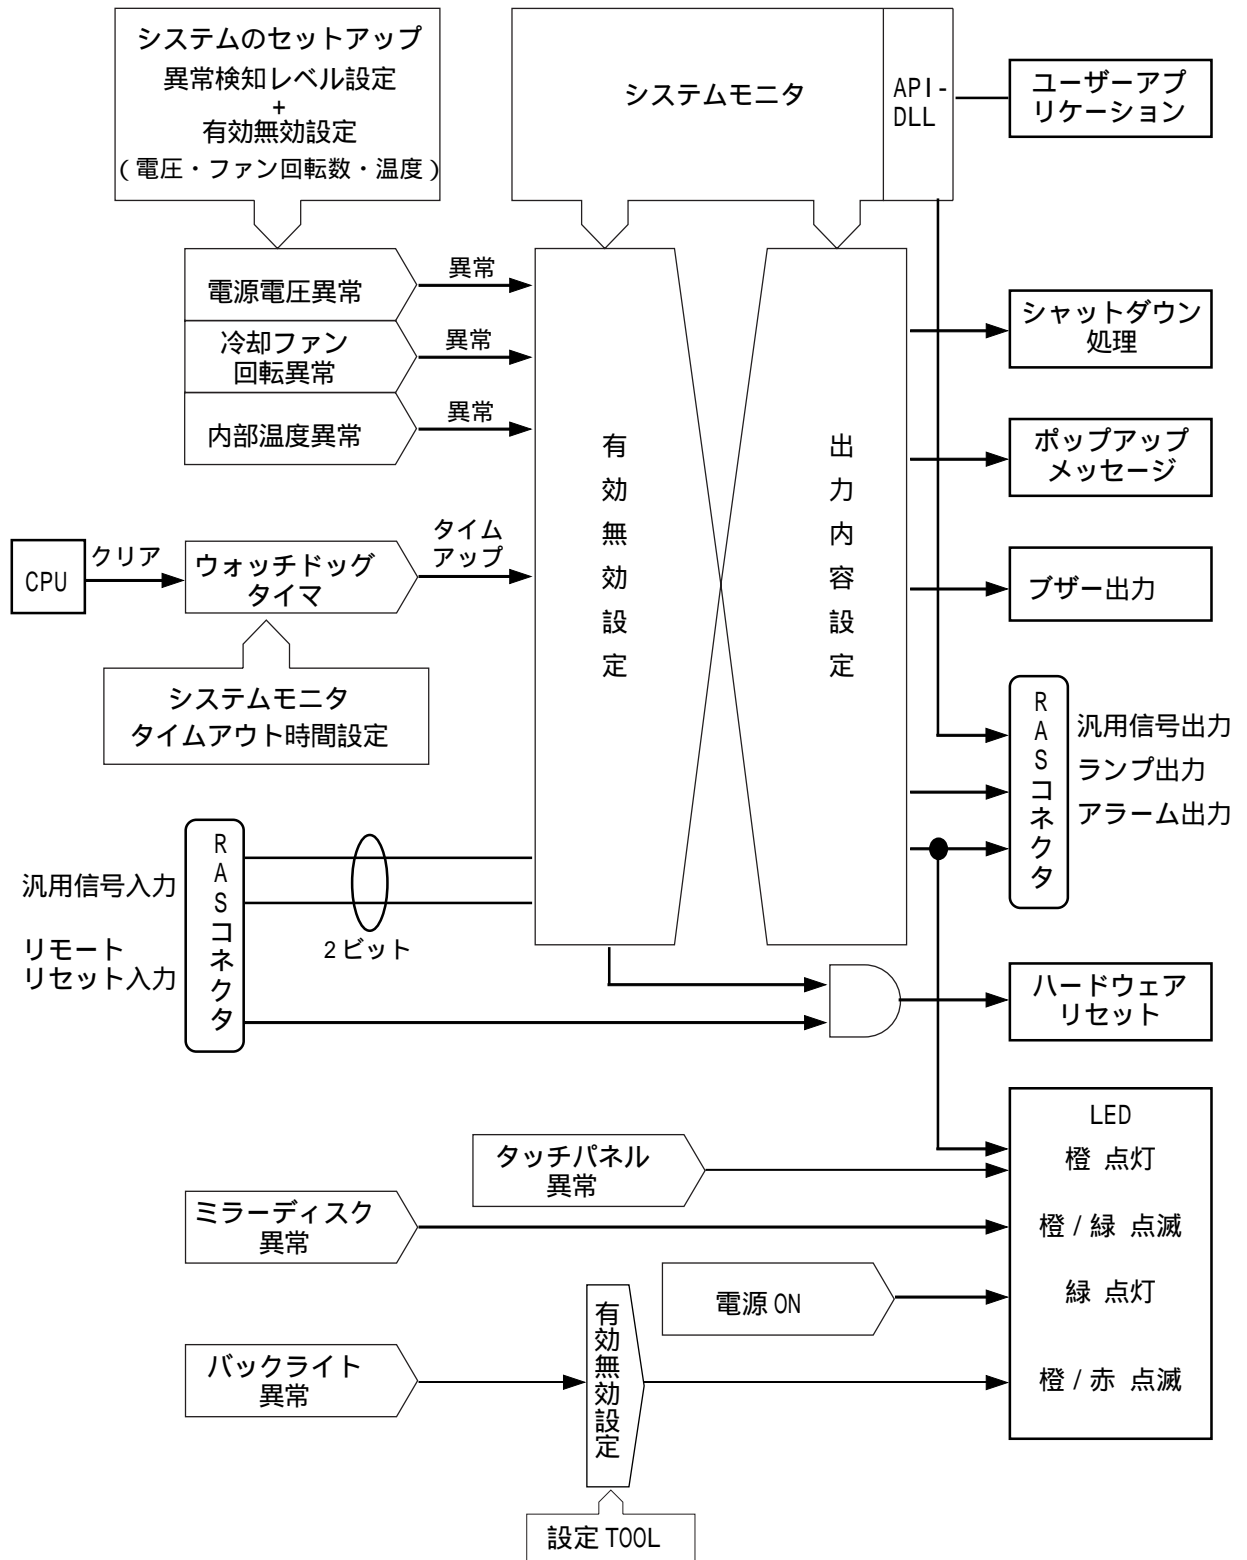 システムのセットアップ
異常検知レベル設定
+
有効無効設定
(電圧・ファン回転数・温度)
システムモニタ
API-
DLL
ユーザーアプ
リケーション
電源電圧異常
異常
冷却ファン
回転異常
異常
内部温度異常
異常
有効無効設定
出力内容設定
シャットダウン
処理
ポップアップ
メッセージ
ブザー出力
CPU
クリア
ウォッチドッグ
タイマ
タイム
アップ
システムモニタ
タイムアウト時間設定
RASコネクタ
汎用信号出力
ランプ出力
アラーム出力
汎用信号入力
リモート
リセット入力
RASコネクタ
2ビット
ハードウェア
リセット
LED
橙 点灯
橙/緑 点滅
緑 点灯
橙/赤 点滅
タッチパネル
異常
ミラーディスク
異常
電源 ON
バックライト
異常
有効無効設定
設定 TOOL